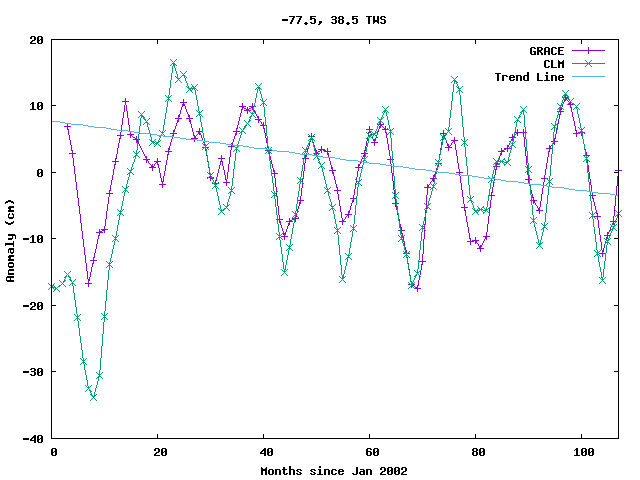 -77.5, 38.5 TWS
GRACE
CLM
Trend Line
20
10
0
-10
-20
-30
-40
Anomaly (cm)
0 20 40 60 80 100
Months since Jan 2002